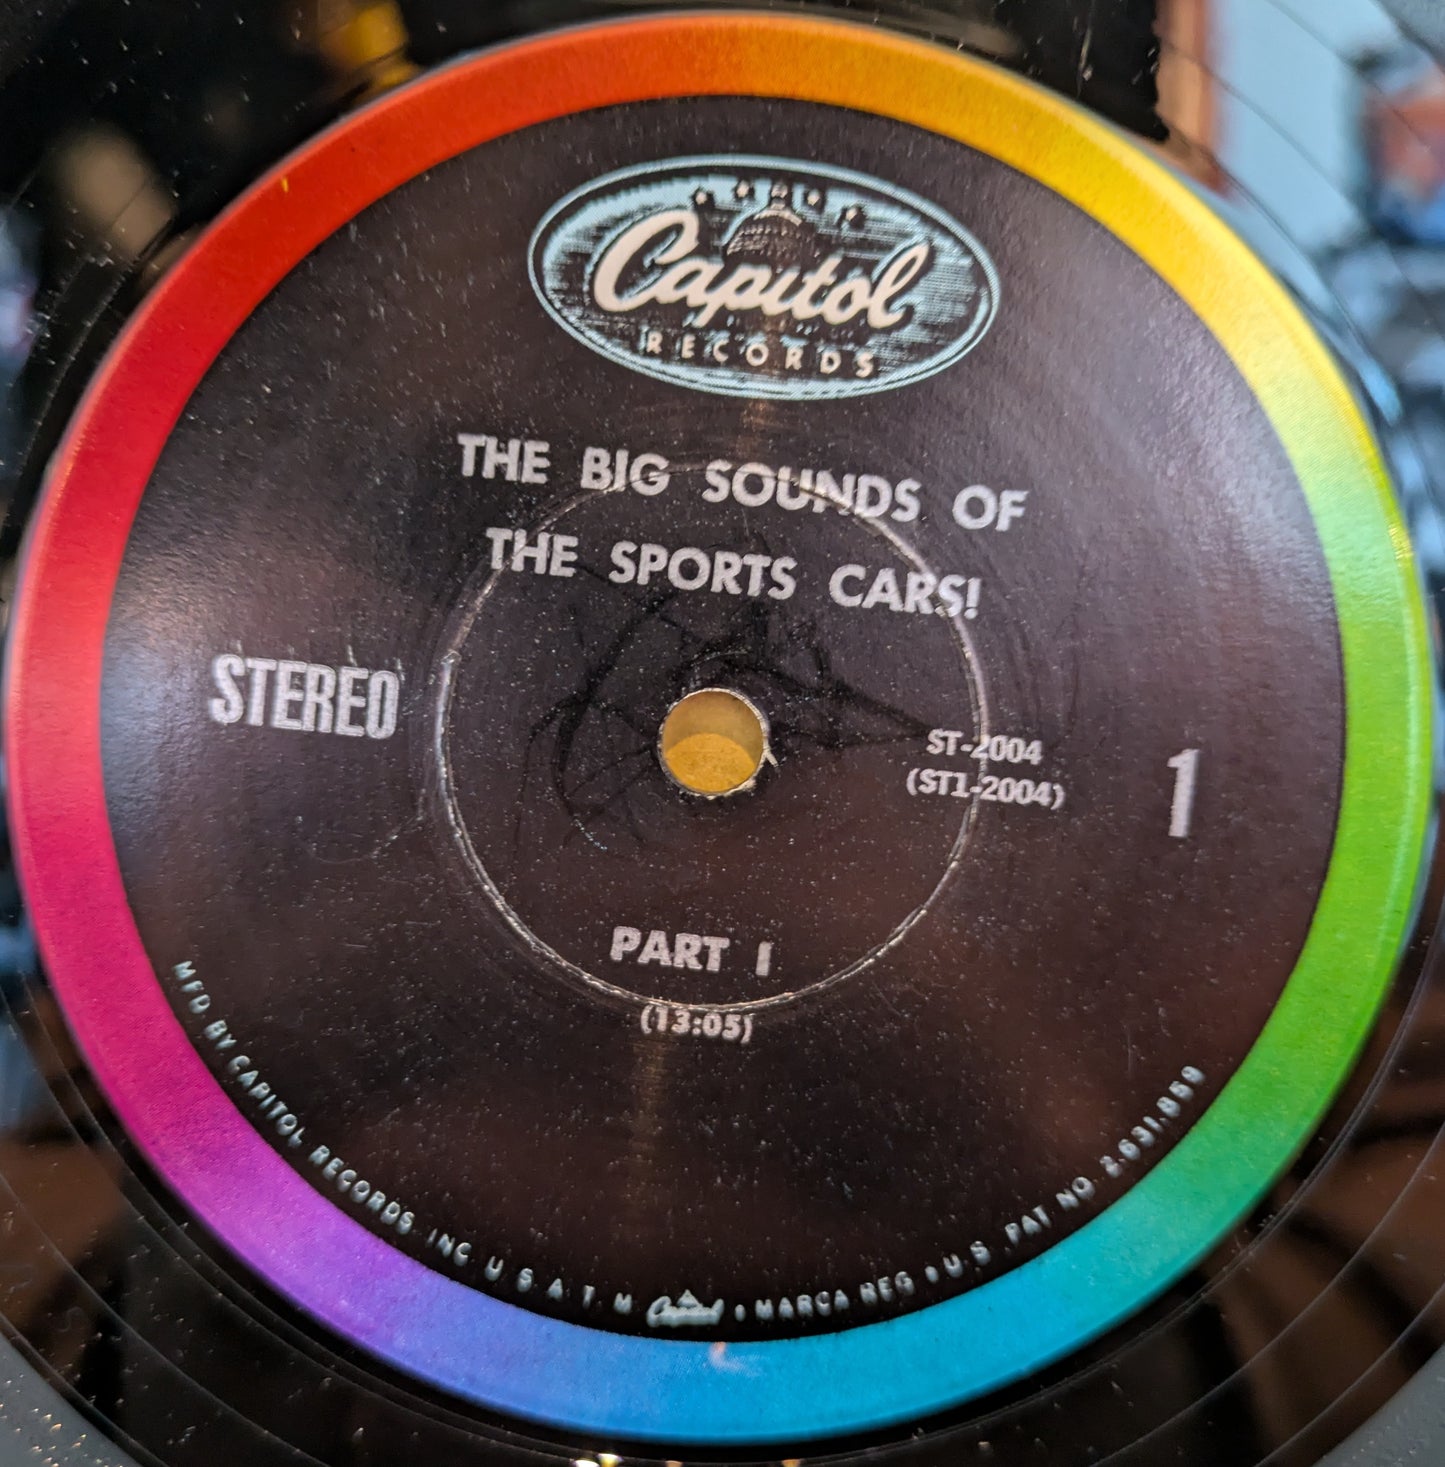 Capitol
RECORDS
THE BIG SOUNDS OF
THE SPORTS CARS!
STEREO
ST-2004
(ST1-2004)
1
PART I
(13:05)
MFD BY CAPITOL RECORDS, INC. U.S.A. T.M. Capitol • MARCA REG. • U.S. PAT. NO. 2,631,859